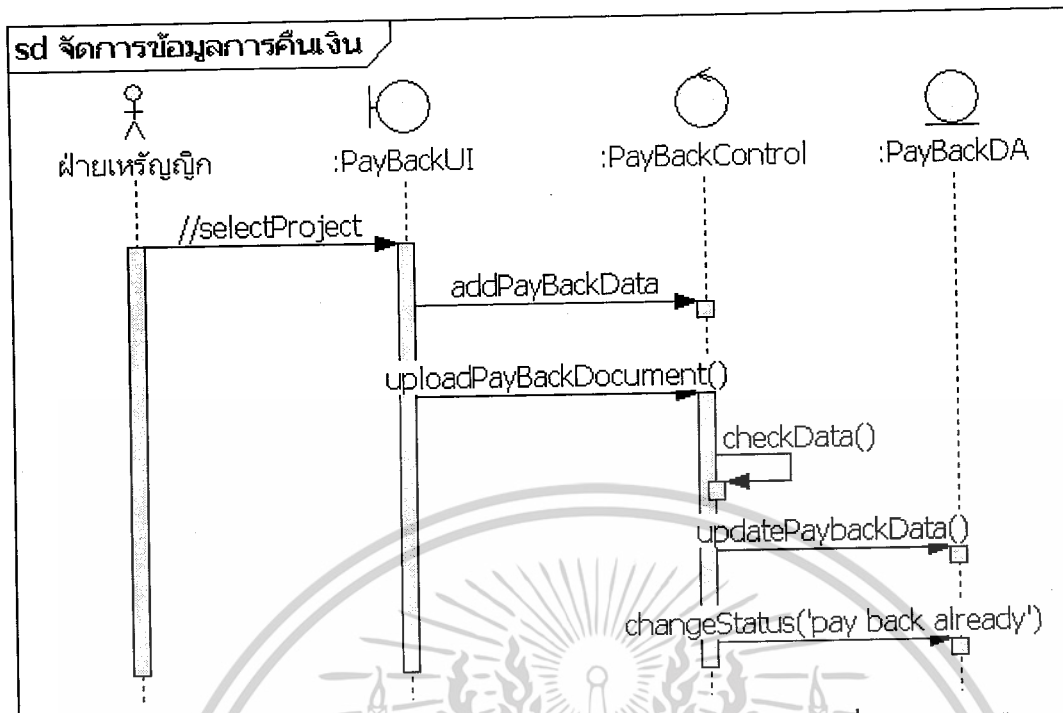 sd จัดการข้อมูลการคืนเงิน
ฝ่ายเหรัญญิก
:PayBackUI
:PayBackControl
:PayBackDA
//selectProject
addPayBackData
uploadPayBackDocument()
checkData()
updatePaybackData()
changeStatus('pay back already')